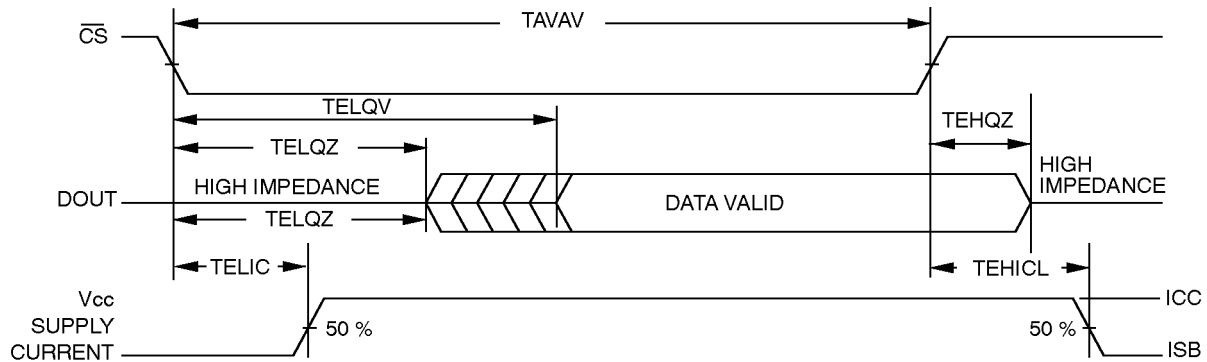 TAVAV
CS
TELQV
TEHQZ
TELQZ
HIGH IMPEDANCE
HIGH
IMPEDANCE
DOUT
DATA VALID
TELQZ
TELIC
TEHICL
Vcc
SUPPLY
CURRENT
50 %
50 %
ICC
ISB